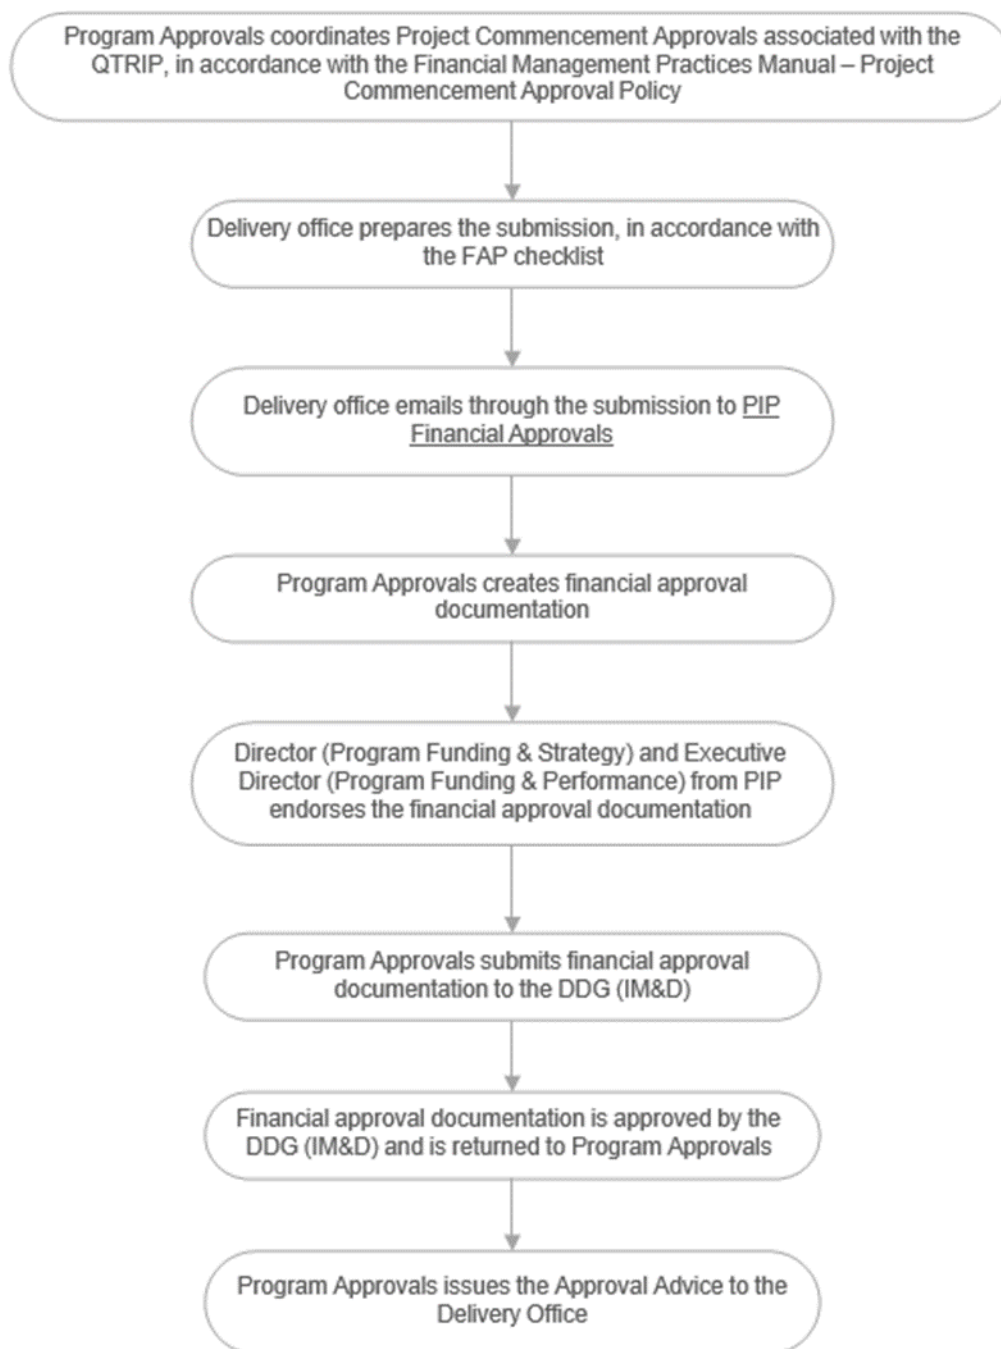 Program Approvals coordinates Project Commencement Approvals associated with the
QTRIP, in accordance with the Financial Management Practices Manual – Project
Commencement Approval Policy
Delivery office prepares the submission, in accordance with
the FAP checklist
Delivery office emails through the submission to PIP
Financial Approvals
Program Approvals creates financial approval
documentation
Director (Program Funding & Strategy) and Executive
Director (Program Funding & Performance) from PIP
endorses the financial approval documentation
Program Approvals submits financial approval
documentation to the DDG (IM&D)
Financial approval documentation is approved by the
DDG (IM&D) and is returned to Program Approvals
Program Approvals issues the Approval Advice to the
Delivery Office